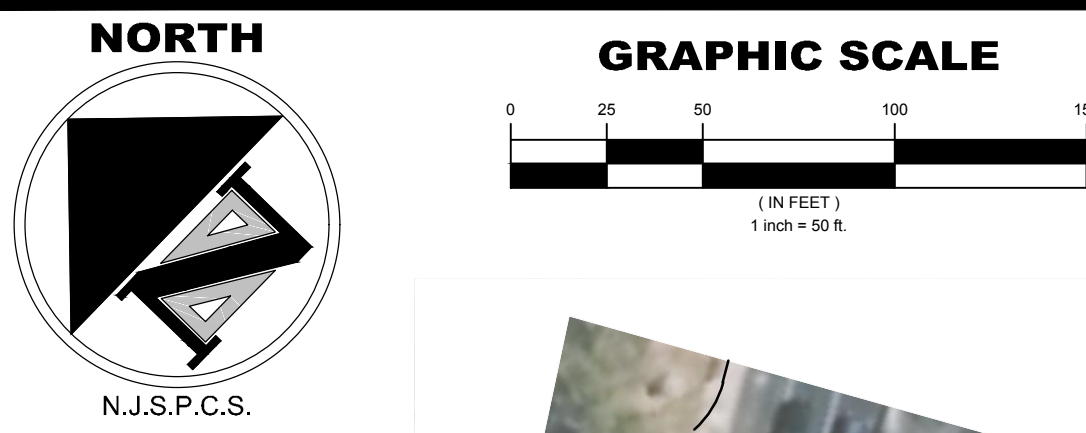 NORTH
N.J.S.P.C.S.
GRAPHIC SCALE
0 25 50 100
( IN FEET )
1 inch = 50 ft.